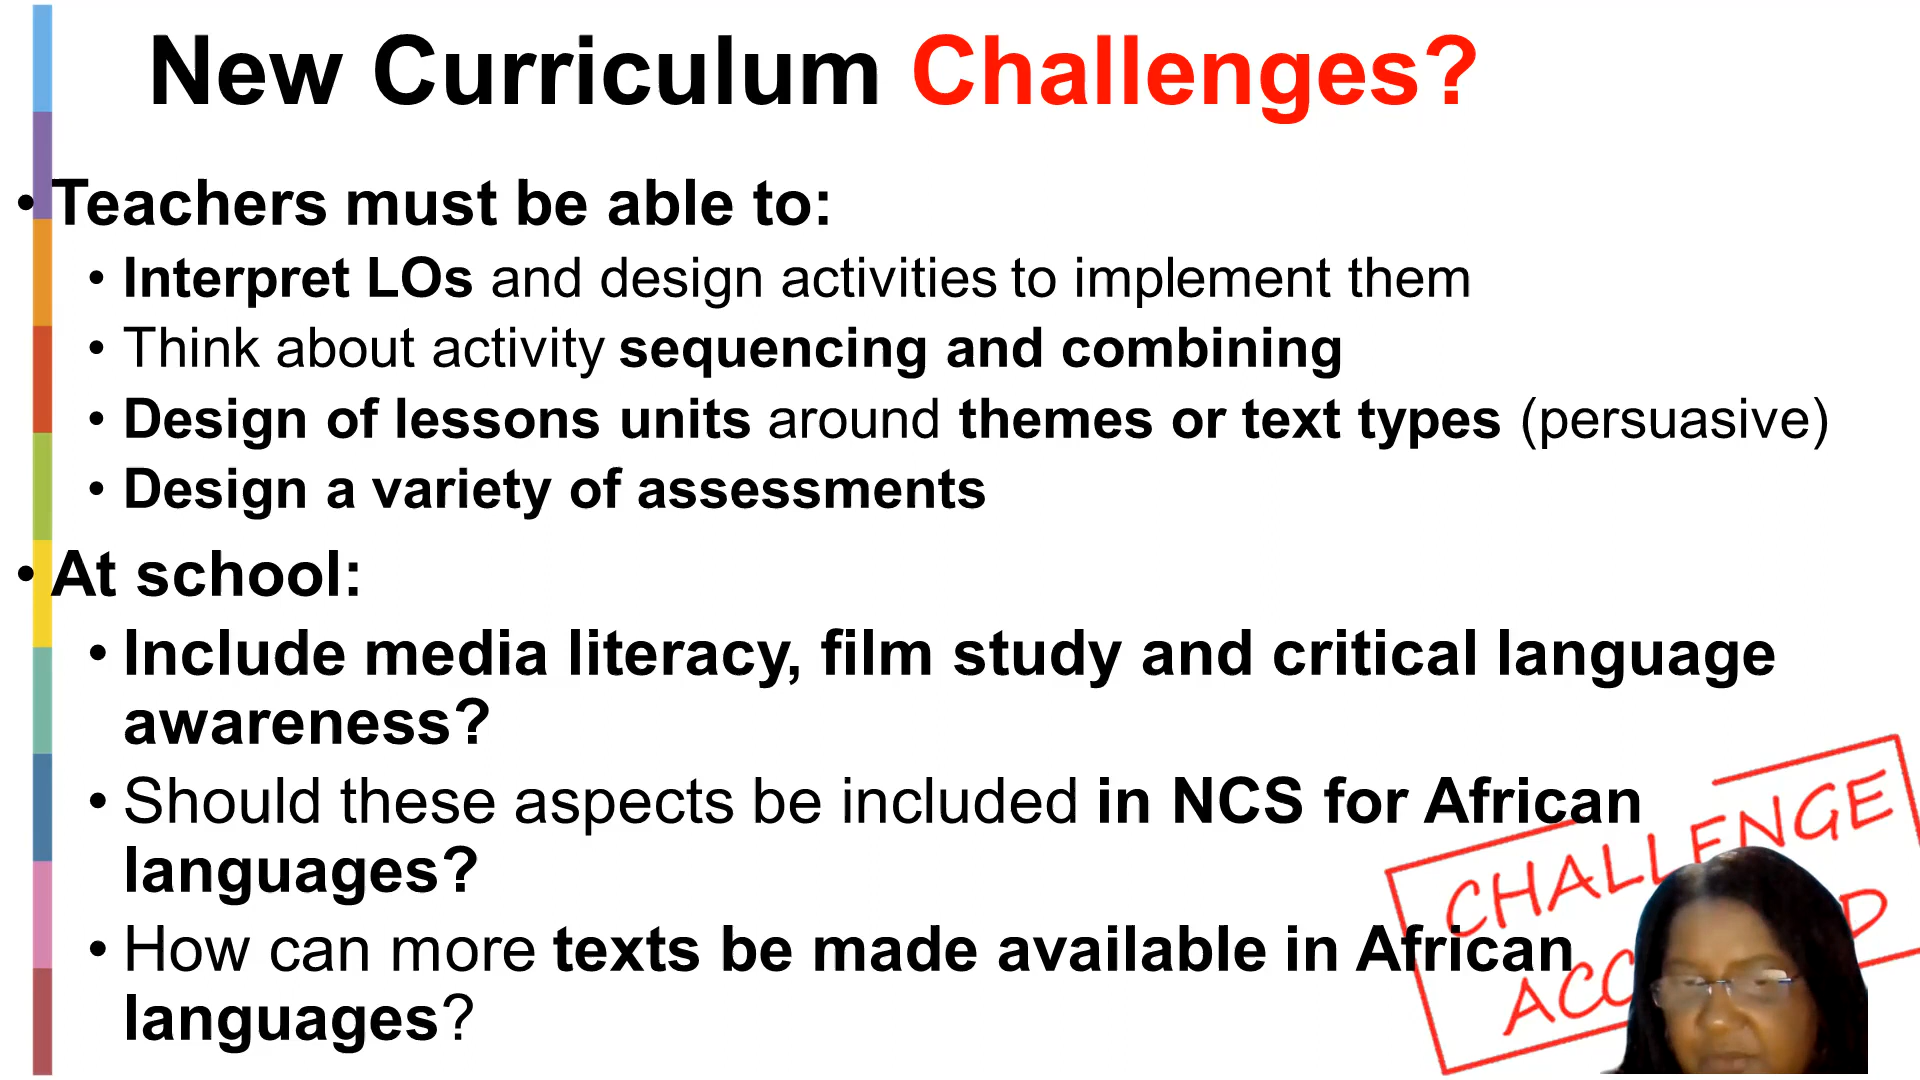 New Curriculum Challenges?
• Teachers must be able to:
• Interpret LOs and design activities to implement them
• Think about activity sequencing and combining
• Design of lessons units around themes or text types (persuasive)
• Design a variety of assessments
• At school:
• Include media literacy, film study and critical language
awareness?
• Should these aspects be included in NCS for African
languages?
• How can more texts be made available in African
languages?
CHALLENGE